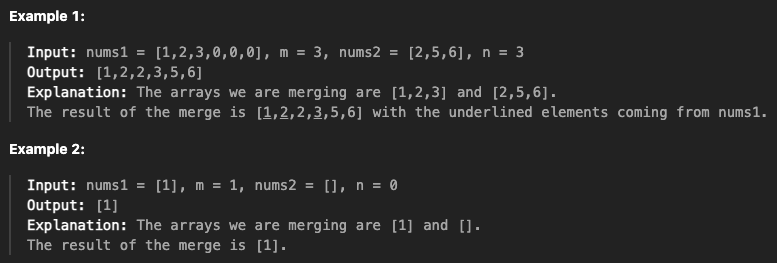 Example 1:
Input: nums1 = [1,2,3,0,0,0], m = 3, nums2 = [2,5,6], n = 3
Output: [1,2,2,3,5,6]
Explanation: The arrays we are merging are [1,2,3] and [2,5,6].
The result of the merge is [1,2,2,3,5,6] with the underlined elements coming from nums1.
Example 2:
Input: nums1 = [1], m = 1, nums2 = [], n = 0
Output: [1]
Explanation: The arrays we are merging are [1] and [].
The result of the merge is [1].